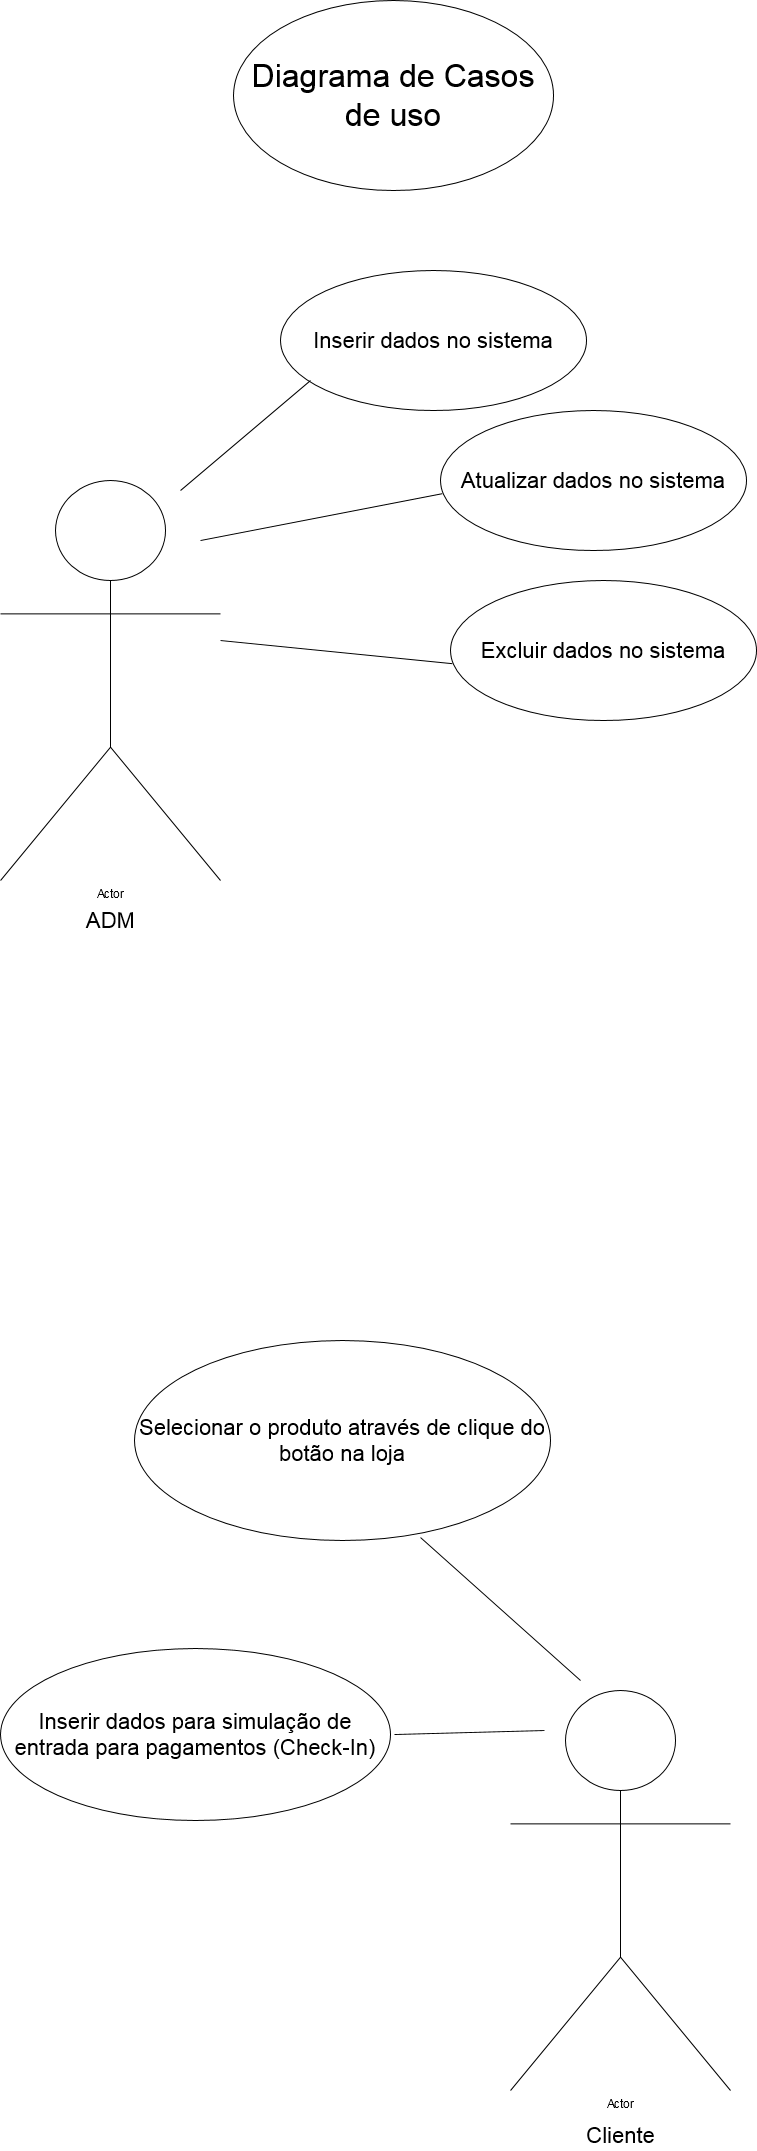 Diagrama de Casos
de uso
Inserir dados no sistema
Atualizar dados no sistema
Excluir dados no sistema
Actor
ADM
Selecionar o produto através de clique do
botão na loja
Inserir dados para simulação de
entrada para pagamentos (Check-In)
Actor
Cliente